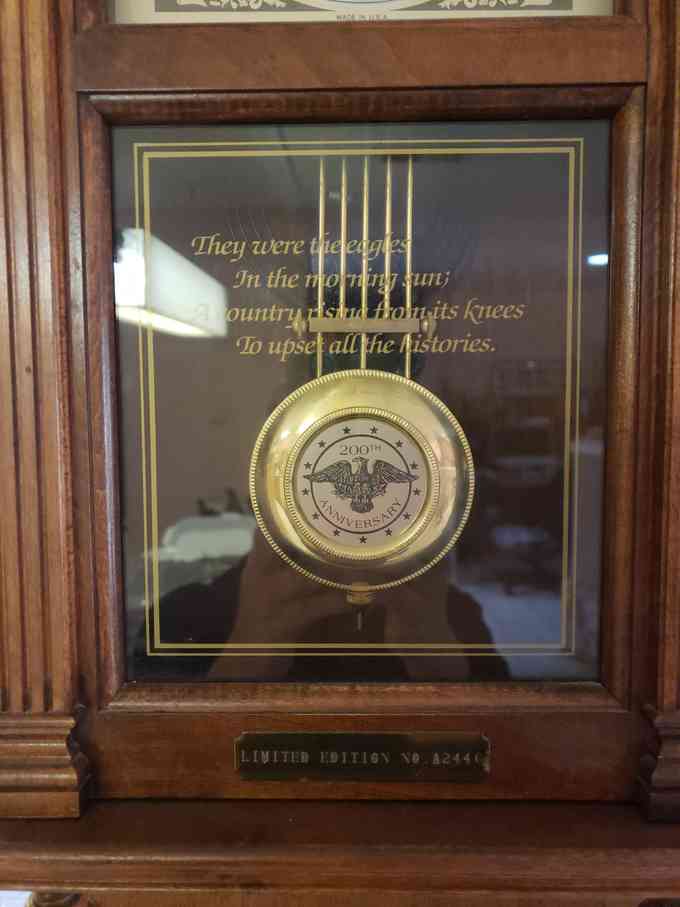 MADE IN U.S.A.
They were the eagles
In the morning sun;
A country rising from its knees
To upset all the histories.
200TH
ANNIVERSARY
LIMITED EDITION NO. A244